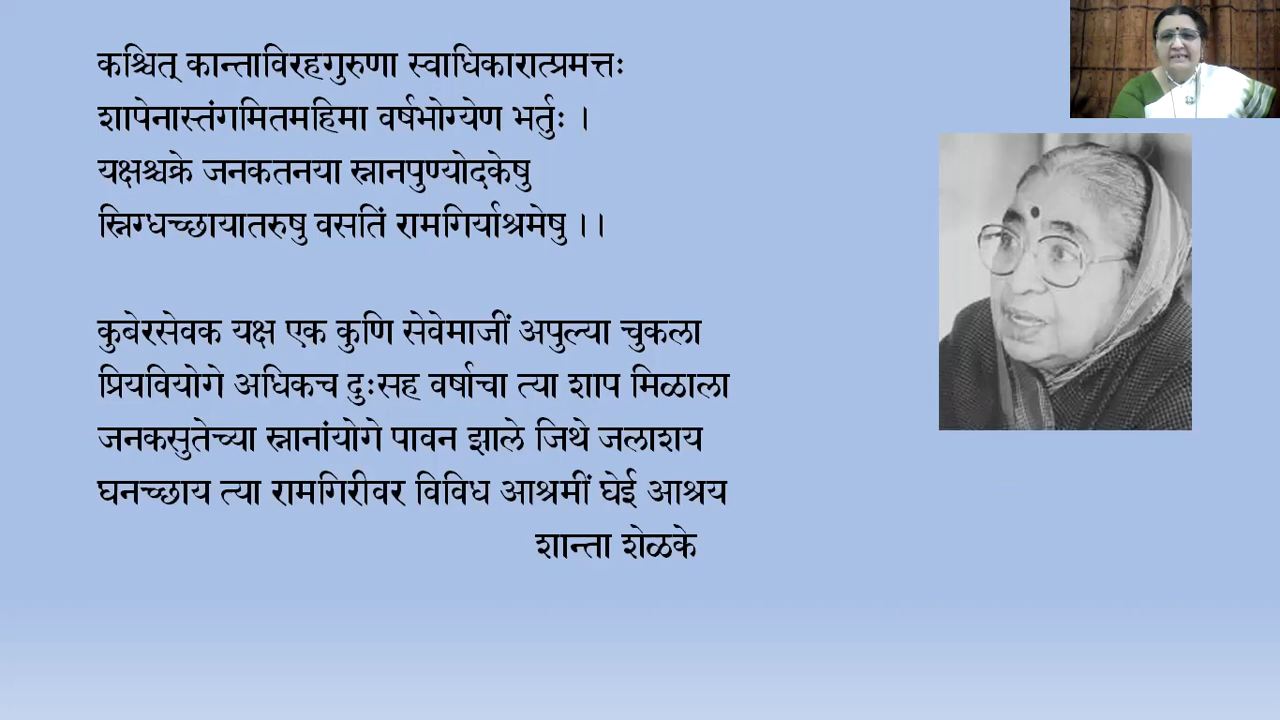 कश्चित् कान्ताविरहगुरुणा स्वाधिकारात्प्रमत्तः
शापेनास्तंगमितमहिमा वर्षभोग्येण भर्तुः ।
यक्षश्चक्रे जनकतनया स्नानपुण्योदकेषु
स्निग्धच्छायातरुषु वसतिं रामगिर्याश्रमेषु ।।
कुबेरसेवक यक्ष एक कुणि सेवेमाजीं अपुल्या चुकला
प्रियवियोगे अधिकच दुःसह वर्षाचा त्या शाप मिळाला
जनकसुतेच्या स्नानांयोगे पावन झाले जिथे जलाशय
घनच्छाय त्या रामगिरीवर विविध आश्रमीं घेई आश्रय
शान्ता शेळके